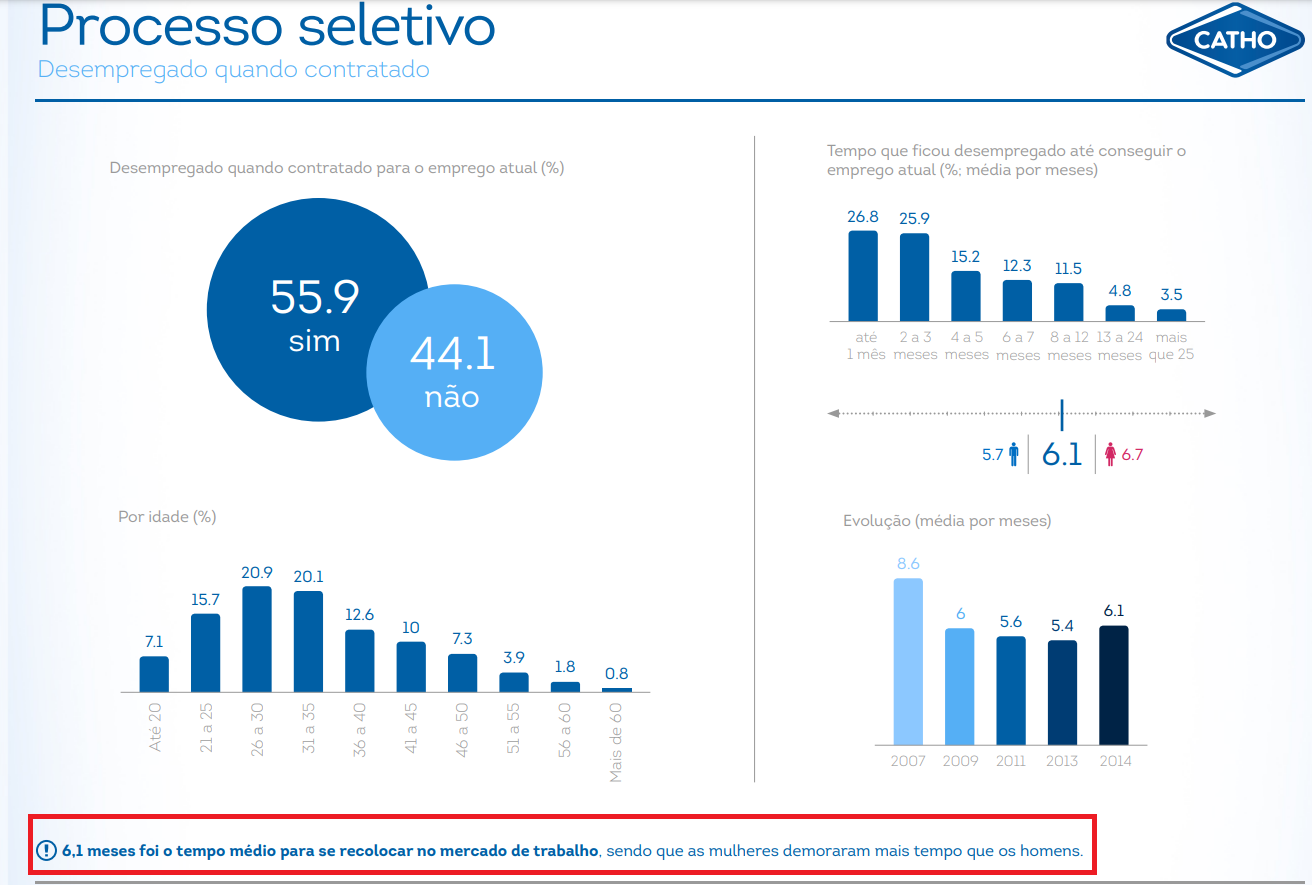 Processo seletivo
CATHO
Desempregado quando contratado
Desempregado quando contratado para o emprego atual (%)
55.9
sim
44.1
não
Tempo que ficou desempregado até conseguir o
emprego atual (%; média por meses)
26.8 25.9 15.2 12.3 11.5 4.8 3.5
até 2 a 3 4 a 5 6 a 7 8 a 12 13 a 24 mais
1 mês meses meses meses meses meses que 25
5.7 6.1 6.7
Por idade (%)
7.1 15.7 20.9 20.1 12.6 10 7.3 3.9 1.8 0.8
Até 20 21 a 25 26 a 30 31 a 35 36 a 40 41 a 45 46 a 50 51 a 55 56 a 60 Mais de 60
Evolução (média por meses)
8.6 6 5.6 5.4 6.1
2007 2009 2011 2013 2014
! 6,1 meses foi o tempo médio para se recolocar no mercado de trabalho, sendo que as mulheres demoraram mais tempo que os homens.